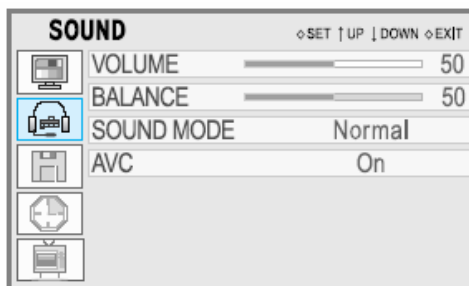 SOUND ◇SET ↑UP ↓DOWN ◇EXIT
VOLUME 50
BALANCE 50
SOUND MODE Normal
AVC On